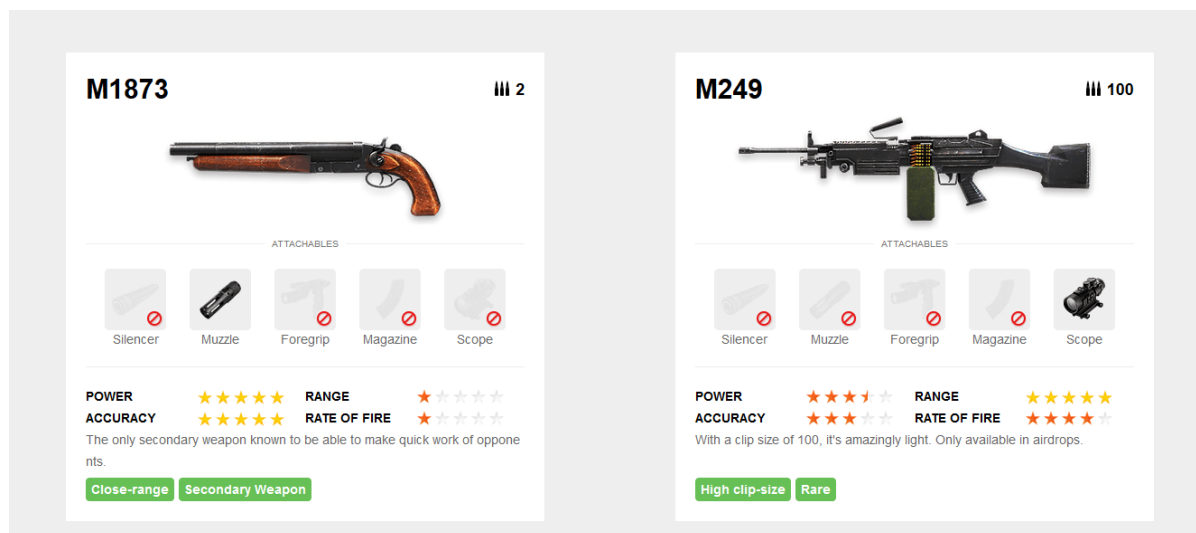 M1873
2
ATTACHABLES
Silencer
Muzzle
Foregrip
Magazine
Scope
POWER
RANGE
ACCURACY
RATE OF FIRE
The only secondary weapon known to be able to make quick work of oppone
nts.
Close-range
Secondary Weapon
M249
100
ATTACHABLES
Silencer
Muzzle
Foregrip
Magazine
Scope
POWER
RANGE
ACCURACY
RATE OF FIRE
With a clip size of 100, it's amazingly light. Only available in airdrops.
High clip-size
Rare